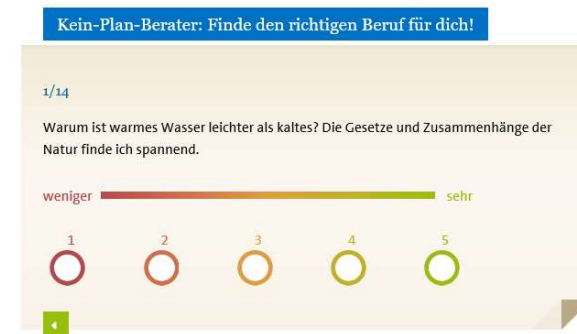 Kein-Plan-Berater: Finde den richtigen Beruf für dich!
1/14
Warum ist warmes Wasser leichter als kaltes? Die Gesetze und Zusammenhänge der
Natur finde ich spannend.
weniger sehr
1 2 3 4 5